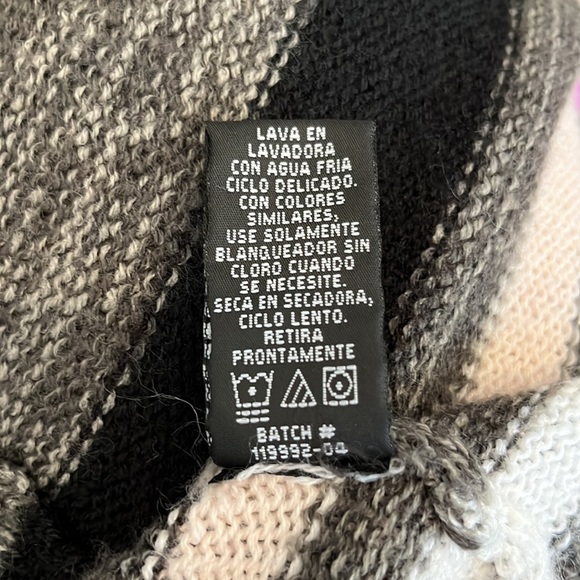 LAVA EN
LAVADORA
CON AGUA FRIA
CICLO DELICADO.
CON COLORES
SIMILARES,
USE SOLAMENTE
BLANQUEADOR SIN
CLORO CUANDO
SE NECESITE.
SECA EN SECADORA,
CICLO LENTO.
RETIRA
PRONTAMENTE
BATCH #
119992-04